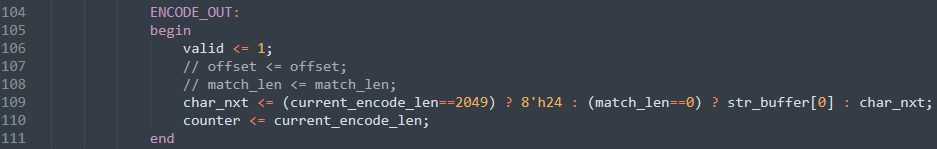 104 ENCODE_OUT:
105 begin
106 valid <= 1;
107 // offset <= offset;
108 // match_len <= match_len;
109 char_nxt <= (current_encode_len==2049) ? 8'h24 : (match_len==0) ? str_buffer[0] : char_nxt;
110 counter <= current_encode_len;
111 end